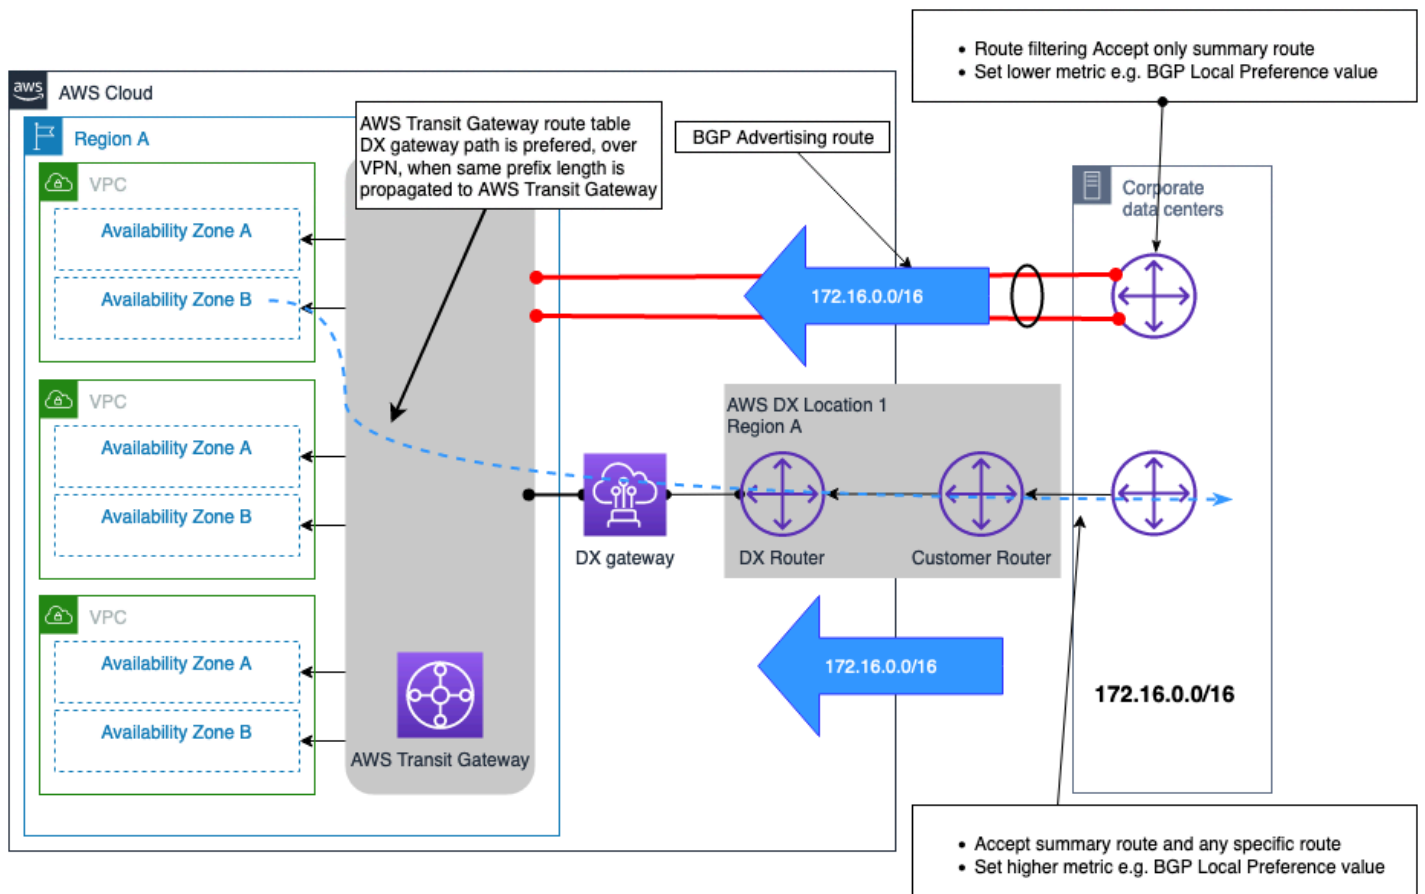 • Route filtering Accept only summary route
• Set lower metric e.g. BGP Local Preference value
aws
AWS Cloud
Region A
AWS Transit Gateway route table
DX gateway path is prefered, over
VPN, when same prefix length is
propagated to AWS Transit Gateway
BGP Advertising route
VPC
Availability Zone A
Availability Zone B
Corporate
data centers
172.16.0.0/16
VPC
Availability Zone A
Availability Zone B
AWS DX Location 1
Region A
DX gateway
DX Router
Customer Router
VPC
Availability Zone A
Availability Zone B
172.16.0.0/16
172.16.0.0/16
AWS Transit Gateway
• Accept summary route and any specific route
• Set higher metric e.g. BGP Local Preference value